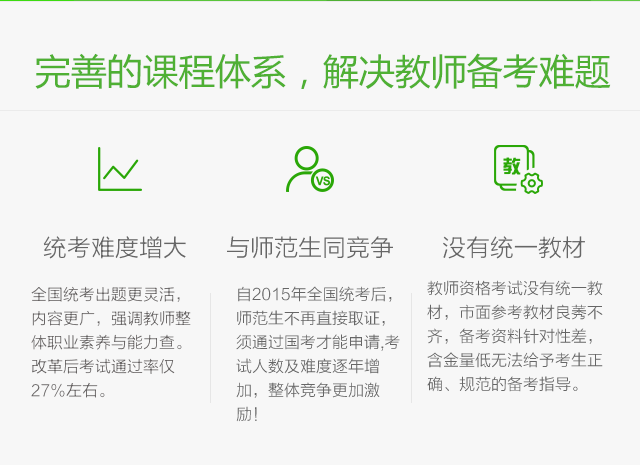 完善的课程体系，解决教师备考难题
VS
教
统考难度增大
全国统考出题更灵活，
内容更广，强调教师整
体职业素养与能力查。
改革后考试通过率仅
27%左右。
与师范生同竞争
自2015年全国统考后，
师范生不再直接取证，
须通过国考才能申请,考
试人数及难度逐年增
加，整体竞争更加激
励！
没有统一教材
教师资格考试没有统一教
材，市面参考教材良莠不
齐，备考资料针对性差，
含金量低无法给予考生正
确、规范的备考指导。